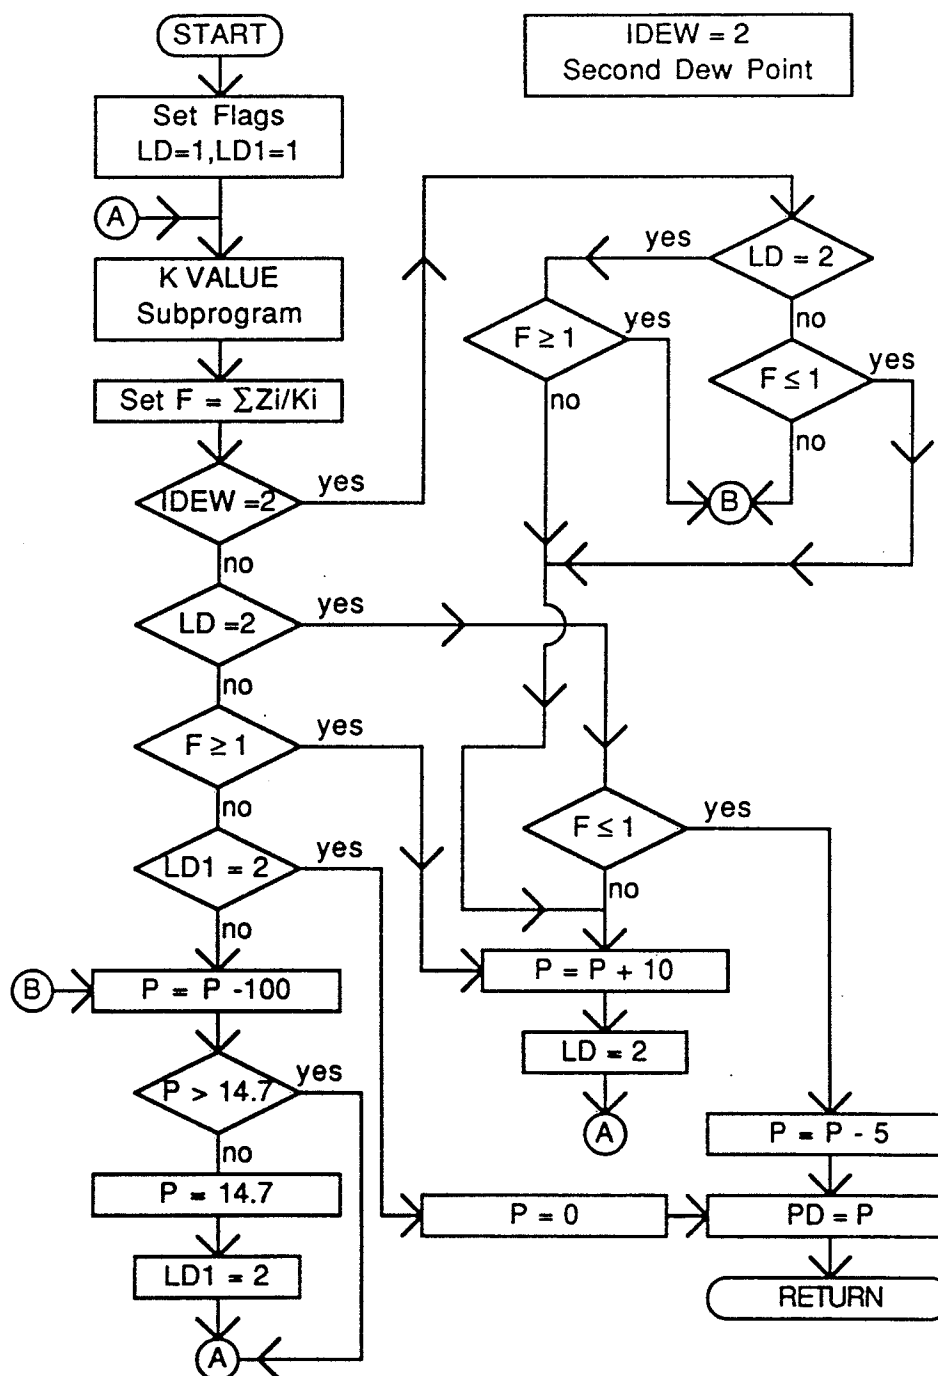 START
IDEW = 2
Second Dew Point
Set Flags
LD=1,LD1=1
A
K VALUE
Subprogram
Set F = ΣZi/Ki
IDEW =2
yes
no
LD = 2
yes
no
F ≥ 1
yes
no
F ≤ 1
yes
no
B
LD =2
yes
no
F ≥ 1
yes
no
F ≤ 1
yes
no
LD1 = 2
yes
no
B
P = P -100
P = P + 10
LD = 2
A
P > 14.7
yes
no
P = 14.7
LD1 = 2
A
P = P - 5
P = 0
PD = P
RETURN